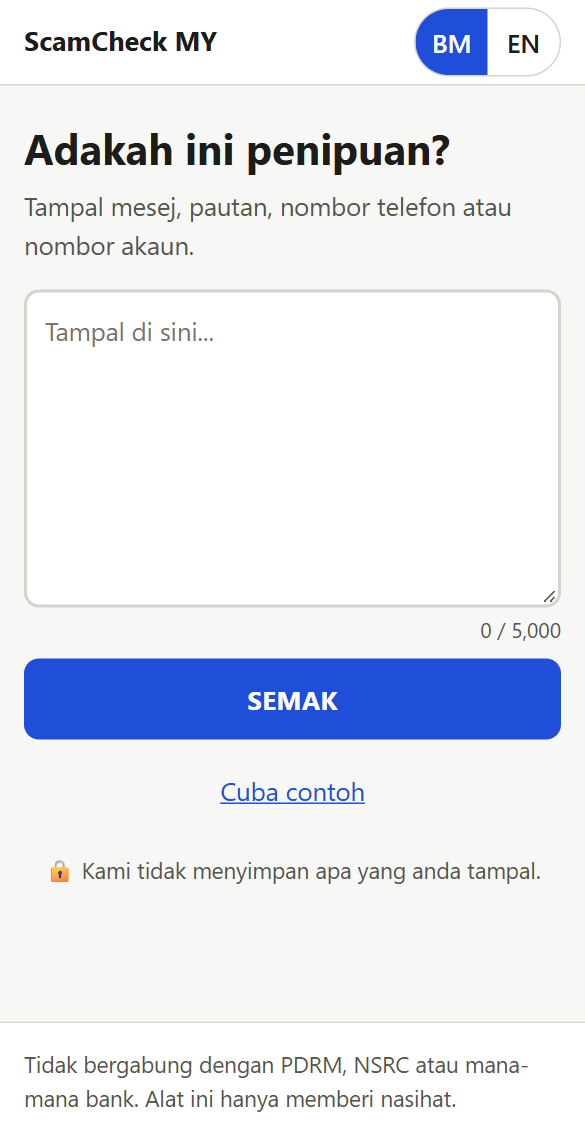 ScamCheck MY
BM
EN
Adakah ini penipuan?
Tampal mesej, pautan, nombor telefon atau
nombor akaun.
Tampal di sini...
0 / 5,000
SEMAK
Cuba contoh
🔒 Kami tidak menyimpan apa yang anda tampal.
Tidak bergabung dengan PDRM, NSRC atau mana-
mana bank. Alat ini hanya memberi nasihat.